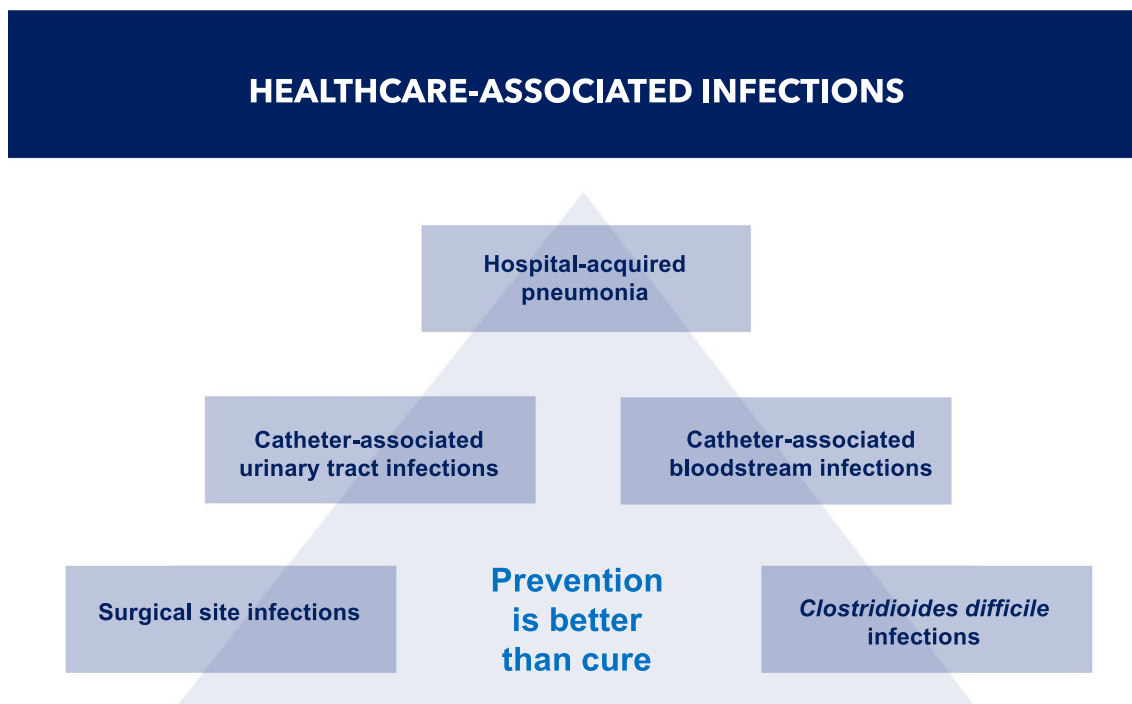 HEALTHCARE-ASSOCIATED INFECTIONS
Hospital-acquired
pneumonia
Catheter-associated
urinary tract infections
Catheter-associated
bloodstream infections
Surgical site infections
Prevention
is better
than cure
Clostridioides difficile
infections